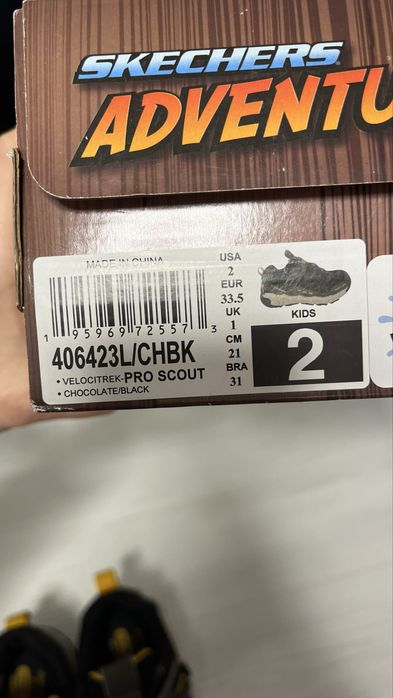 SKECHERS
ADVENTU
MADE IN CHINA
1 95969 72557 3
406423L/CHBK
• VELOCITREK-PRO SCOUT
• CHOCOLATE/BLACK
USA
2
EUR
33.5
UK
1
CM
21
BRA
31
KIDS
2